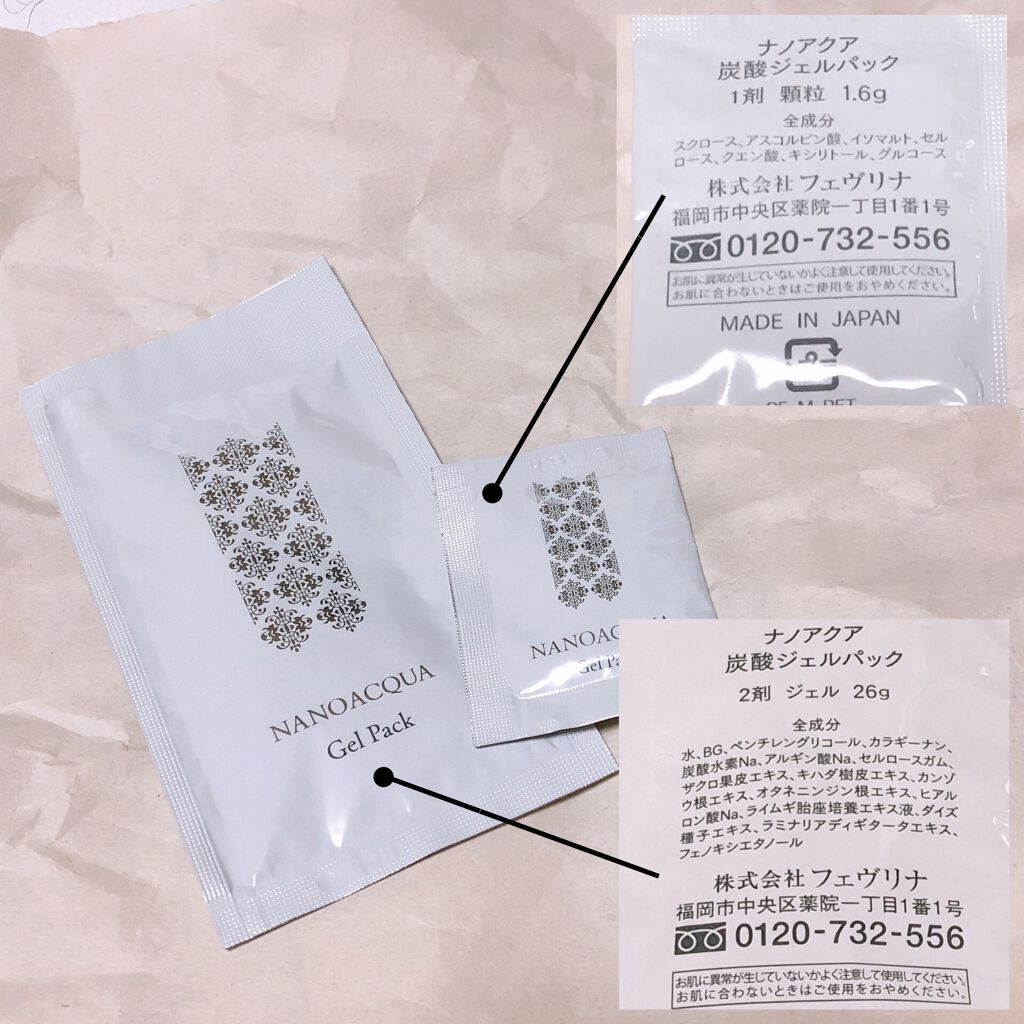 ナノアクア
炭酸ジェルパック
1剤 顆粒 1.6g
全成分
スクロース、アスコルビン酸、イソマルト、セル
ロース、クエン酸、キシリトール、グルコース
株式会社 フェヴリナ
福岡市中央区薬院一丁目1番1号
0120-732-556
お肌に異常が生じていないかよく注意して使用してください。
お肌に合わないときはご使用をおやめください。
MADE IN JAPAN
NANOACQUA
Gel Pack
NANOACQUA
Gel Pa
ナノアクア
炭酸ジェルパック
2剤 ジェル 26g
全成分
水、BG、ペンチレングリコール、カラギーナン、
炭酸水素Na、アルギン酸Na、セルロースガム、
ザクロ果皮エキス、キハダ樹皮エキス、カンゾ
ウ根エキス、オタネニンジン根エキス、ヒアル
ロン酸Na、ライムギ胎座培養エキス液、ダイズ
種子エキス、ラミナリアディギタータエキス、
フェノキシエタノール
株式会社 フェヴリナ
福岡市中央区薬院一丁目1番1号
0120-732-556
お肌に異常が生じていないかよく注意して使用してください。
お肌に合わないときはご使用をおやめください。